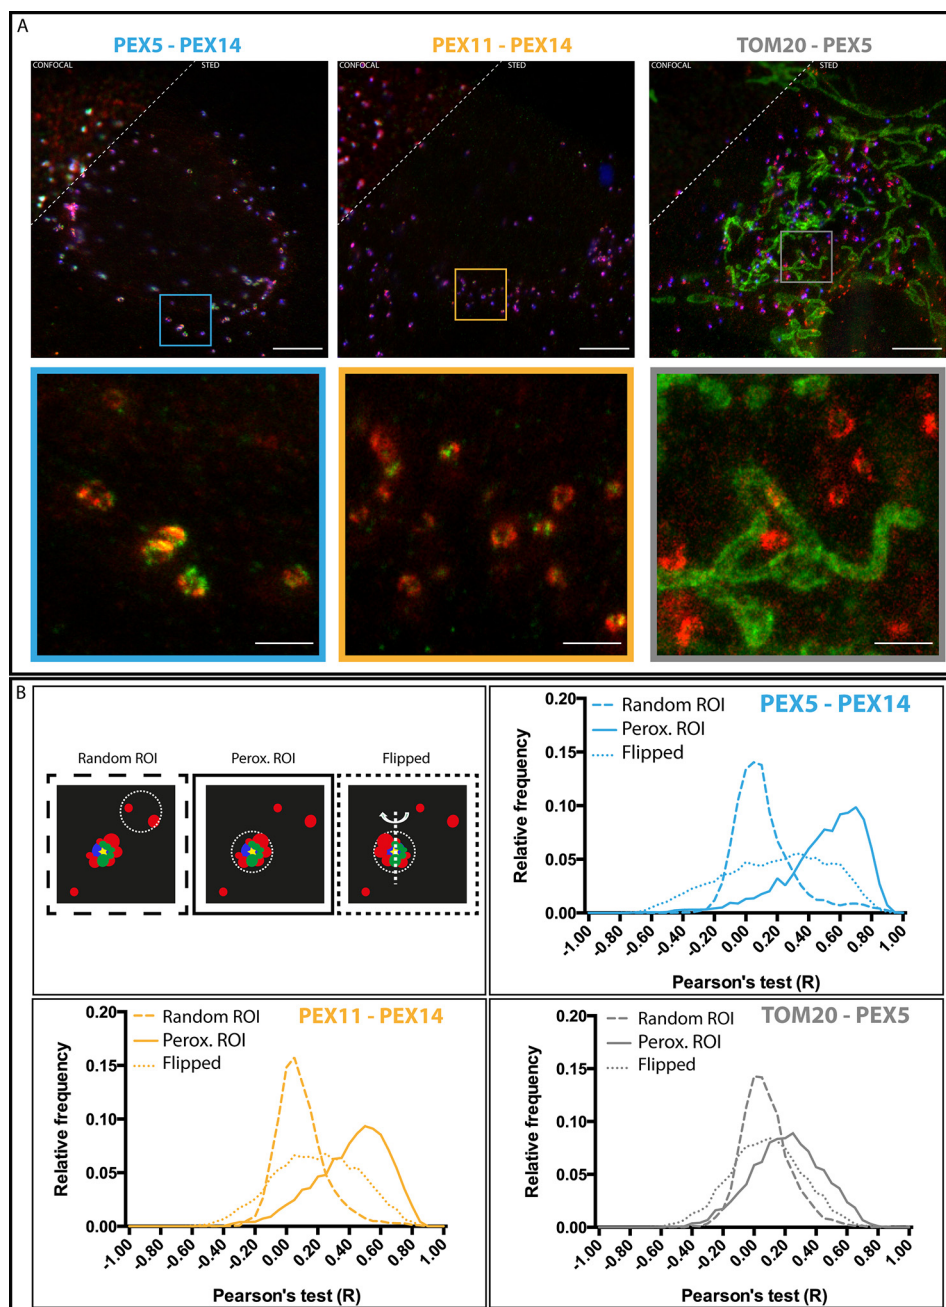 A
PEX5 - PEX14
PEX11 - PEX14
TOM20 - PEX5
CONFOCAL STED
CONFOCAL STED
CONFOCAL STED
B
Random ROI
Perox. ROI
Flipped
PEX5 - PEX14
Random ROI
Perox. ROI
Flipped
Relative frequency
0.20
0.15
0.10
0.05
0.00
-1.00 -0.80 -0.60 -0.40 -0.20 0.00 0.20 0.40 0.60 0.80 1.00
Pearson's test (R)
PEX11 - PEX14
Random ROI
Perox. ROI
Flipped
Relative frequency
0.20
0.15
0.10
0.05
0.00
-1.00 -0.80 -0.60 -0.40 -0.20 0.00 0.20 0.40 0.60 0.80 1.00
Pearson's test (R)
TOM20 - PEX5
Random ROI
Perox. ROI
Flipped
Relative frequency
0.20
0.15
0.10
0.05
0.00
-1.00 -0.80 -0.60 -0.40 -0.20 0.00 0.20 0.40 0.60 0.80 1.00
Pearson's test (R)